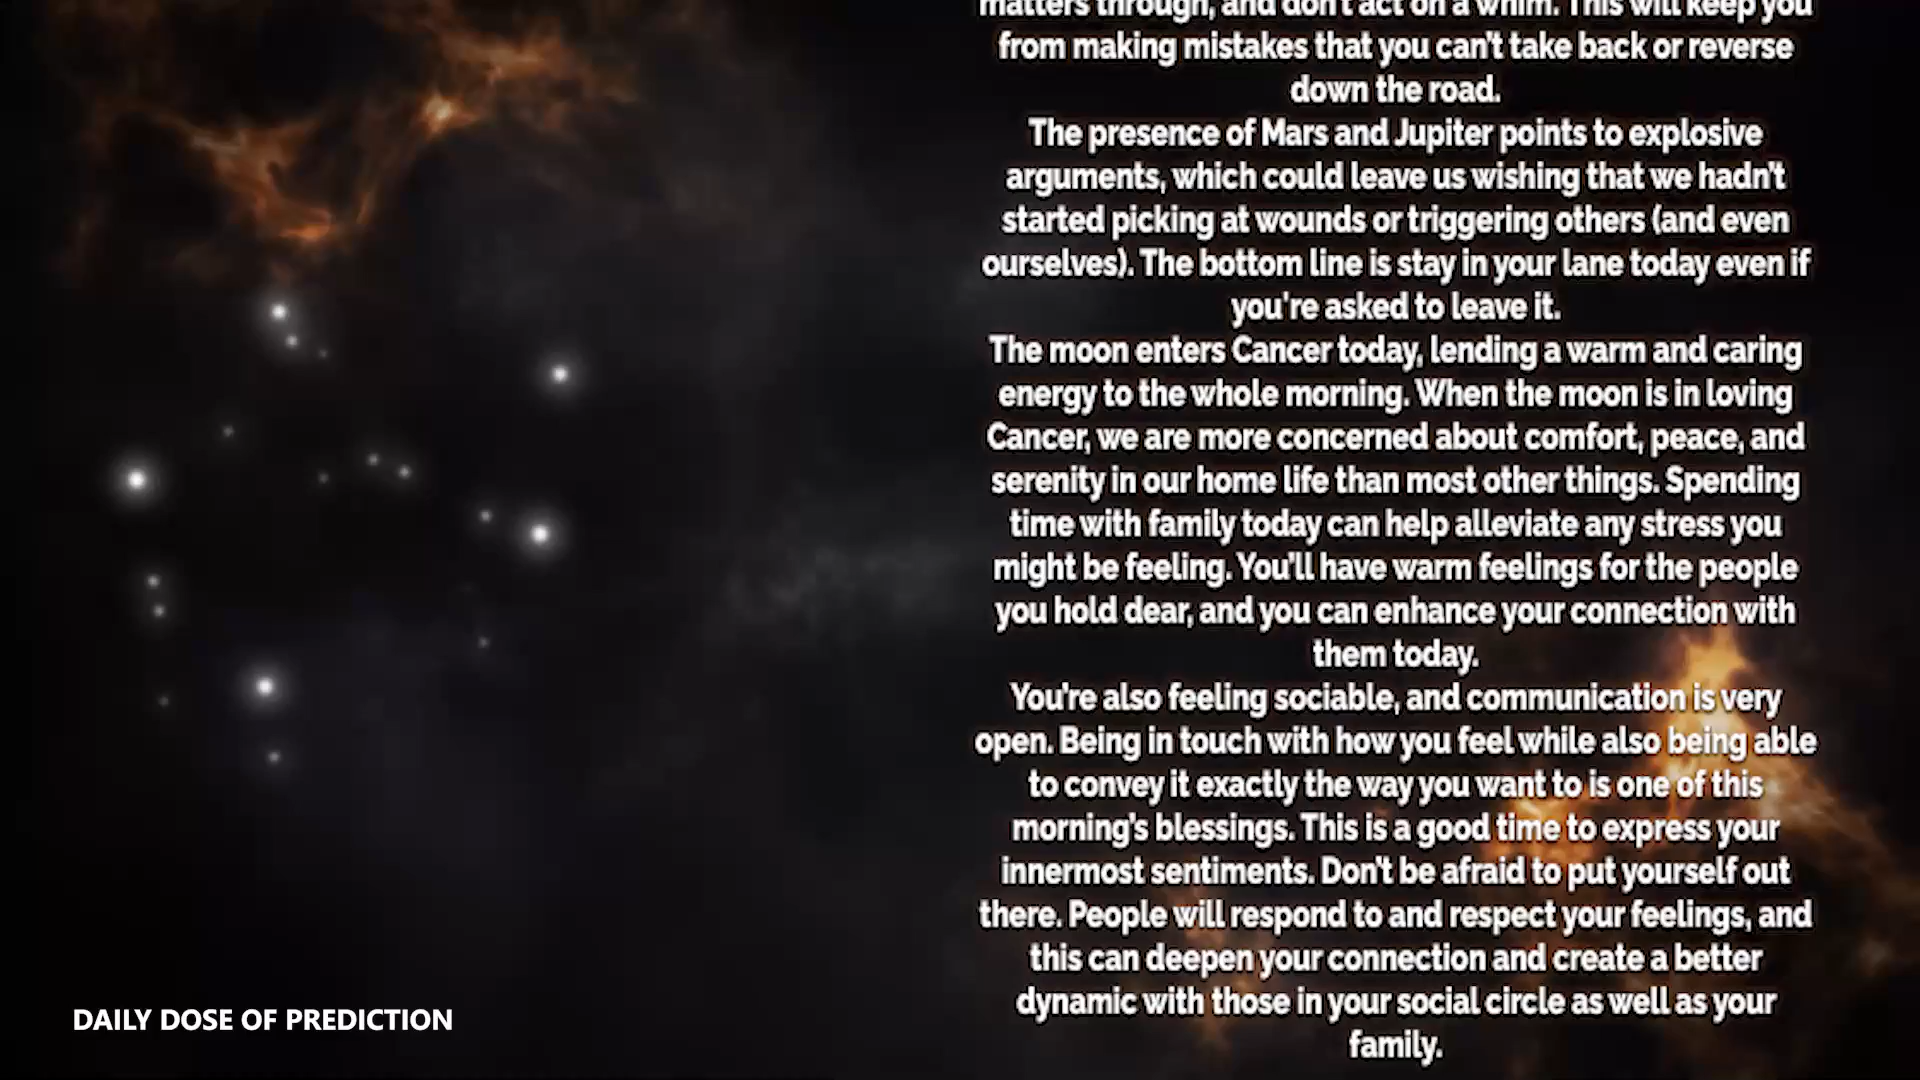 matters through, and don't act on a whim. This will keep you
from making mistakes that you can't take back or reverse
down the road.
The presence of Mars and Jupiter points to explosive
arguments, which could leave us wishing that we hadn't
started picking at wounds or triggering others (and even
ourselves). The bottom line is stay in your lane today even if
you're asked to leave it.
The moon enters Cancer today, lending a warm and caring
energy to the whole morning. When the moon is in loving
Cancer, we are more concerned about comfort, peace, and
serenity in our home life than most other things. Spending
time with family today can help alleviate any stress you
might be feeling. You'll have warm feelings for the people
you hold dear, and you can enhance your connection with
them today.
You're also feeling sociable, and communication is very
open. Being in touch with how you feel while also being able
to convey it exactly the way you want to is one of this
morning's blessings. This is a good time to express your
innermost sentiments. Don't be afraid to put yourself out
there. People will respond to and respect your feelings, and
this can deepen your connection and create a better
dynamic with those in your social circle as well as your
family.
DAILY DOSE OF PREDICTION